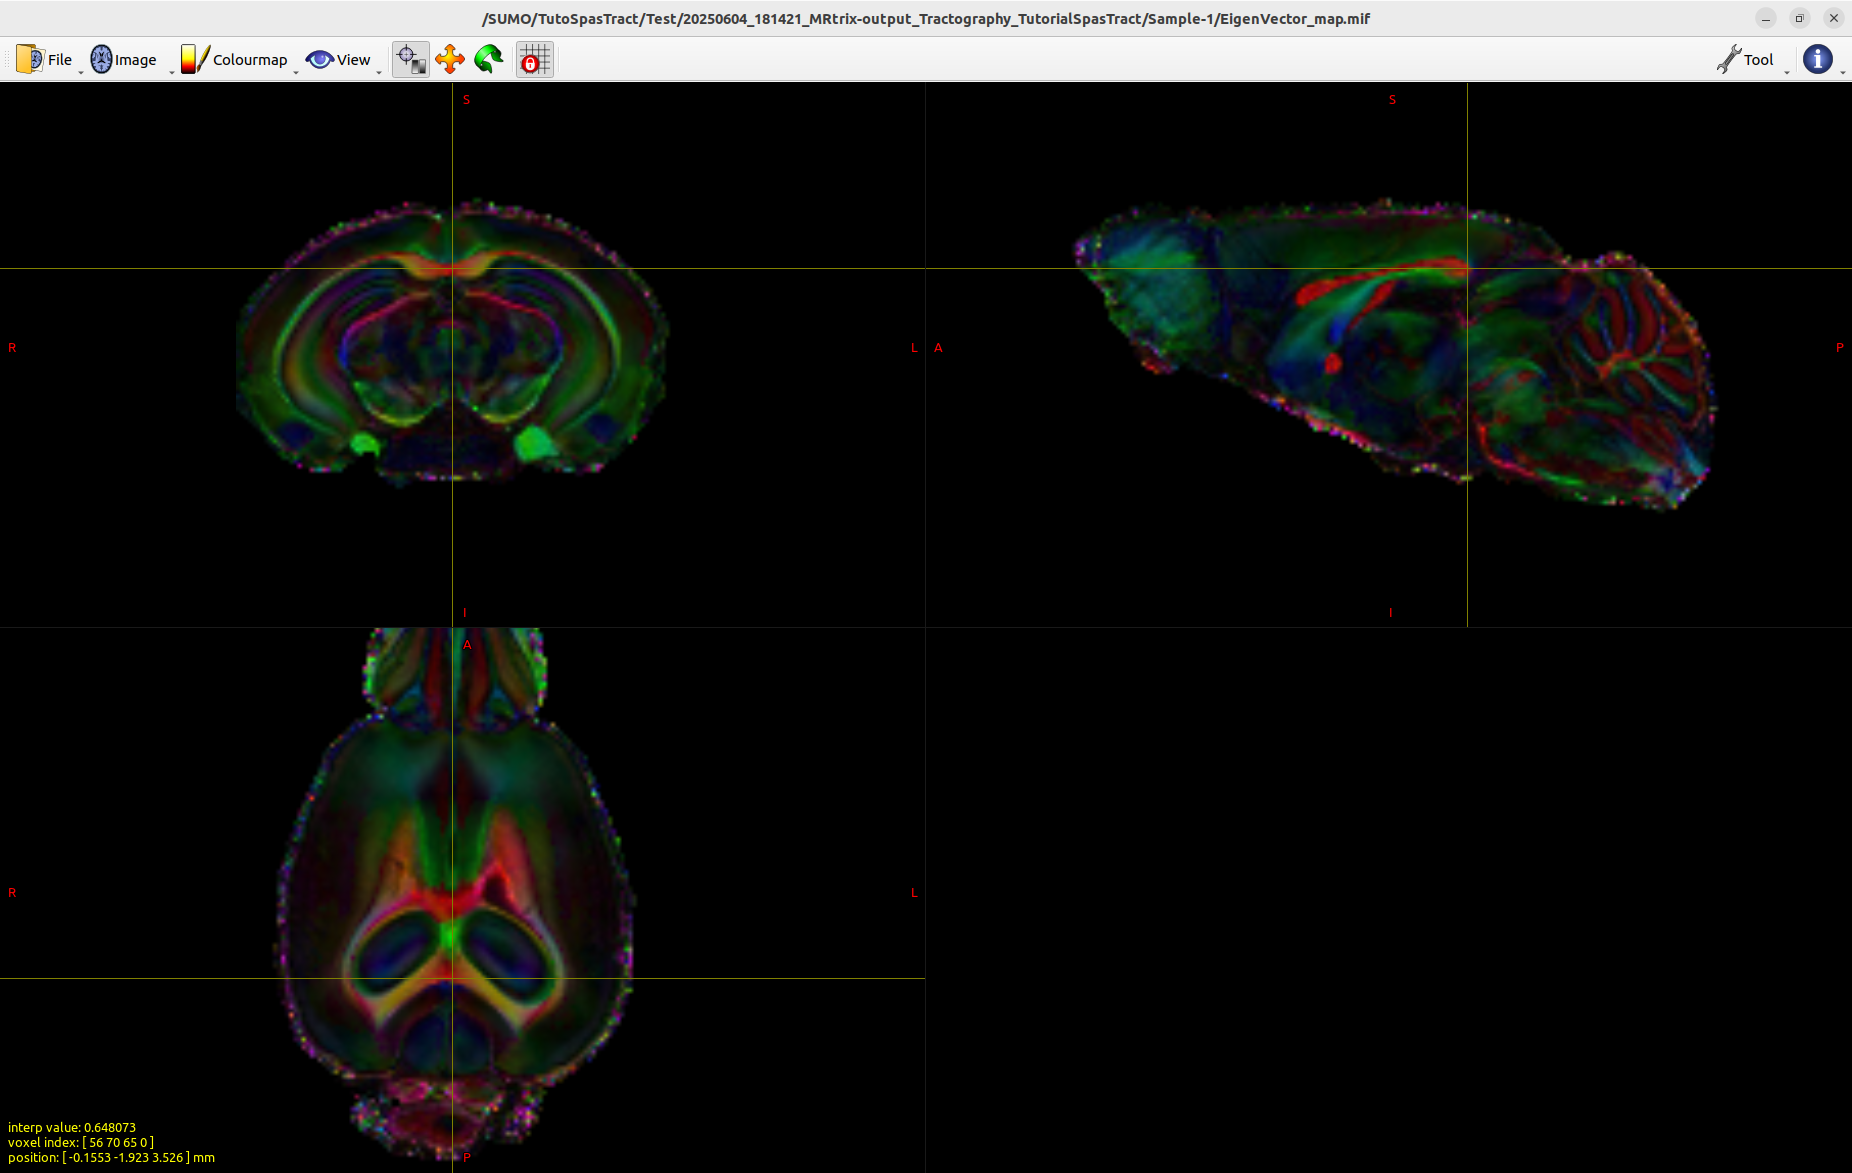 /SUMO/TutoSpasTract/Test/20250604_181421_MRtrix-output_Tractography_TutorialSpasTract/Sample-1/EigenVector_map.mif
File Image Colourmap View Tool
S
S
R
L
A
P
I
I
A
R
L
interp value: 0.648073
voxel index: [ 56 70 65 0 ]
position: [ -0.1553 -1.923 3.526 ] mm
P